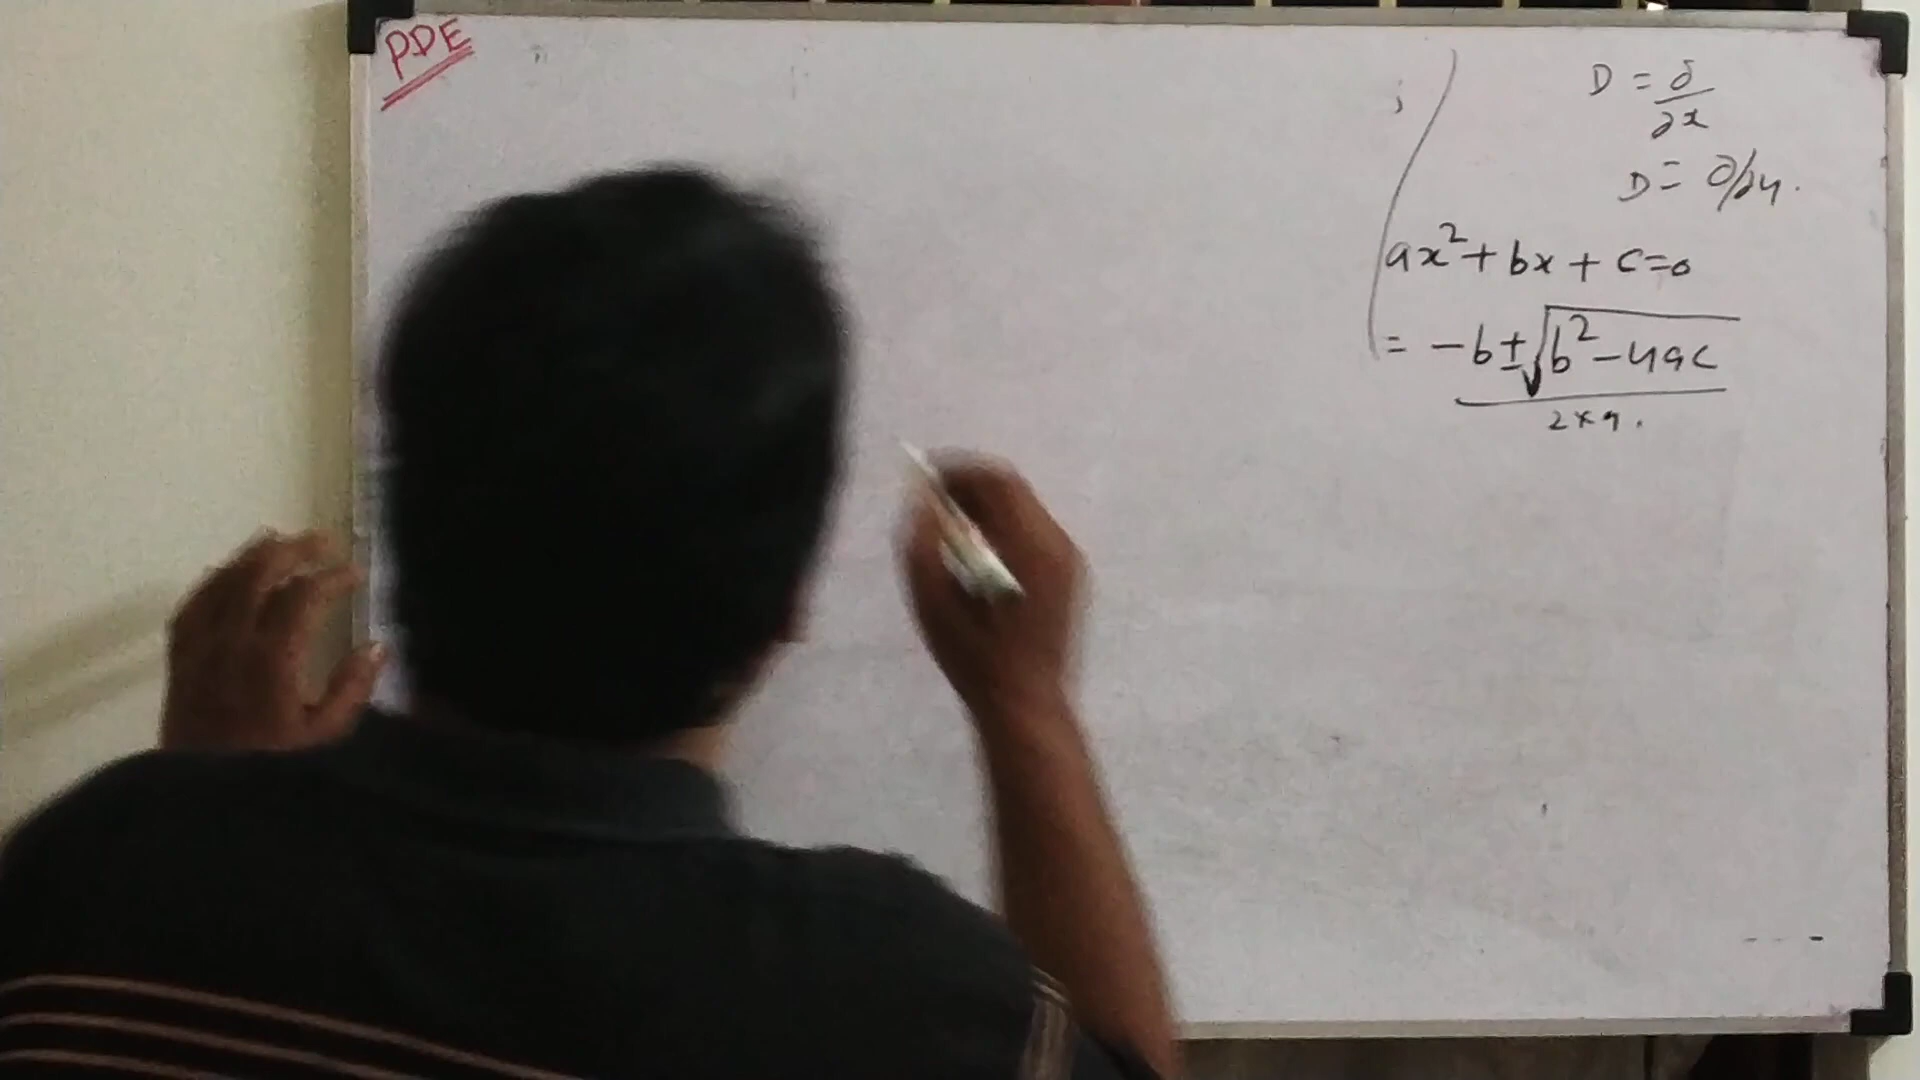 PDE
D = ∂/∂x
D = ∂/∂y.
ax² + bx + c=0
= -b±√b²-4ac
2×a.